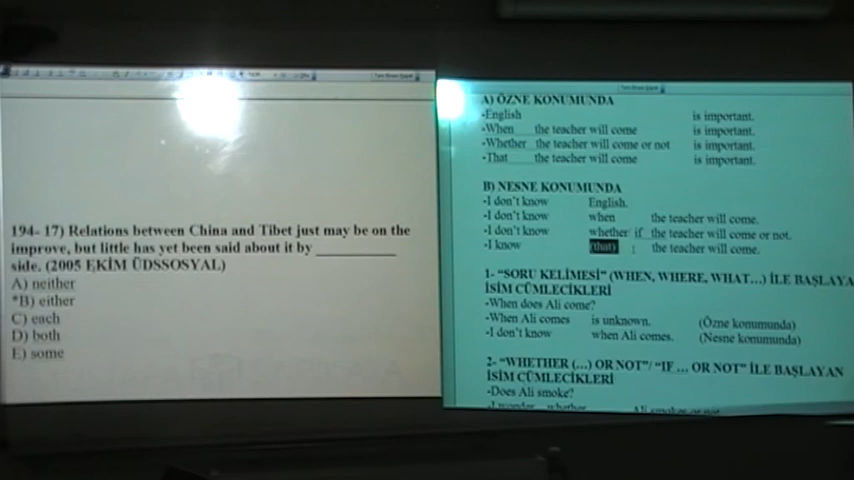 194- 17) Relations between China and Tibet just may be on the
improve, but little has yet been said about it by ___________
side. (2005 EKİM ÜDSSOSYAL)
A) neither
*B) either
C) each
D) both
E) some
A) ÖZNE KONUMUNDA
-English is important.
-When the teacher will come is important.
-Whether the teacher will come or not is important.
-That the teacher will come is important.
B) NESNE KONUMUNDA
-I don't know English.
-I don't know when the teacher will come.
-I don't know whether/ if the teacher will come or not.
-I know (that) the teacher will come.
1- “SORU KELİMESİ” (WHEN, WHERE, WHAT…) İLE BAŞLAYA
İSİM CÜMLECİKLERİ
-When does Ali come?
-When Ali comes is unknown. (Özne konumunda)
-I don't know when Ali comes. (Nesne konumunda)
2- “WHETHER (…) OR NOT”/ “IF … OR NOT” İLE BAŞLAYAN
İSİM CÜMLECİKLERİ
-Does Ali smoke?
-I wonder whether Ali smokes or not